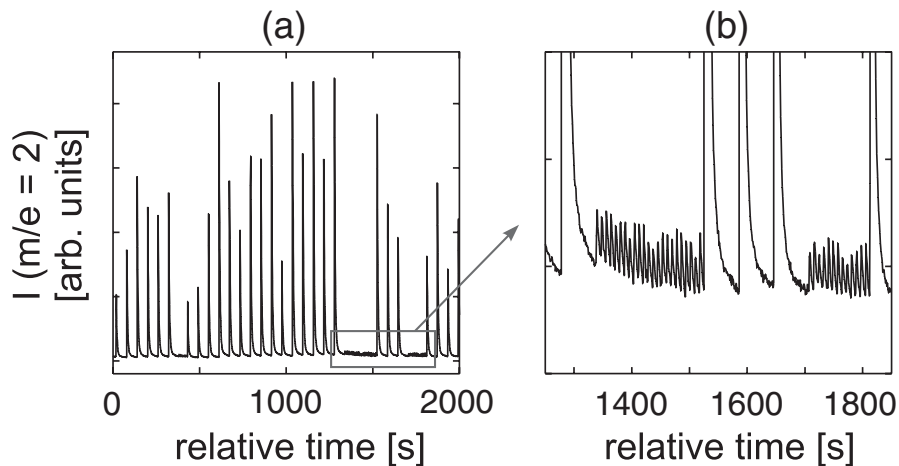 (a)
(b)
I (m/e = 2)
[arb. units]
0
1000
2000
1400
1600
1800
relative time [s]
relative time [s]